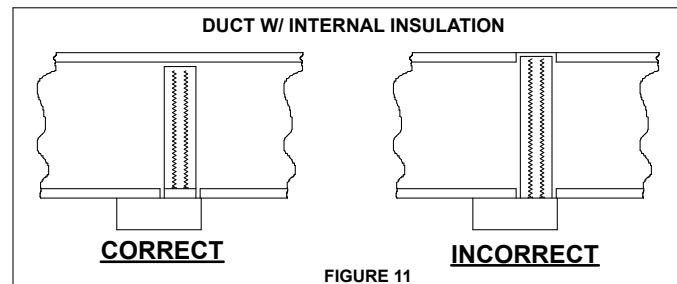 DUCT W/ INTERNAL INSULATION
CORRECT
INCORRECT
FIGURE 11